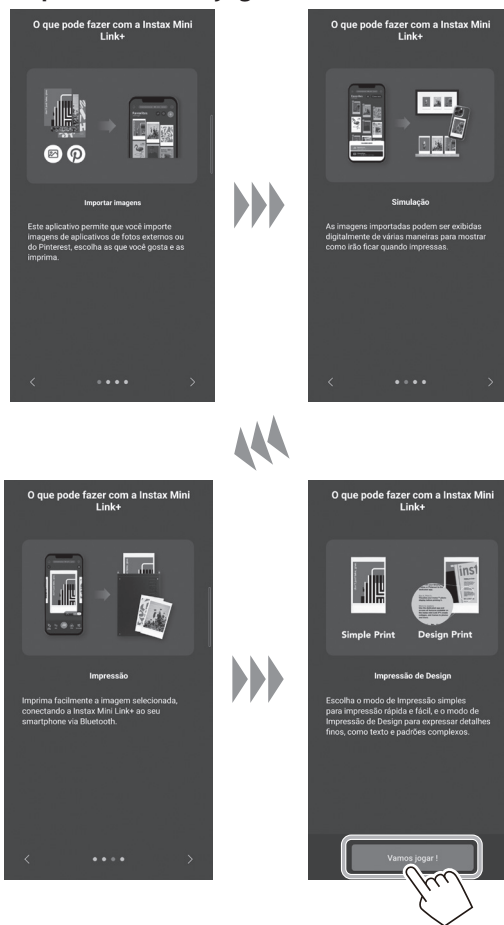 O que pode fazer com a Instax Mini
Link+
Importar imagens
Este aplicativo permite que você importe
imagens de aplicativos de fotos externos ou
do Pinterest, escolha as que você gosta e as
imprima.
O que pode fazer com a Instax Mini
Link+
Simulação
As imagens importadas podem ser exibidas
digitalmente de várias maneiras para mostrar
como irão ficar quando impressas.
O que pode fazer com a Instax Mini
Link+
Impressão
Imprima facilmente a imagem selecionada,
conectando a Instax Mini Link+ ao seu
smartphone via Bluetooth.
O que pode fazer com a Instax Mini
Link+
inst
Simple Print
Design Print
Impressão de Design
Escolha o modo de Impressão simples
para impressão rápida e fácil, e o modo de
Impressão de Design para expressar detalhes
finos, como texto e padrões complexos.
Vamos jogar !